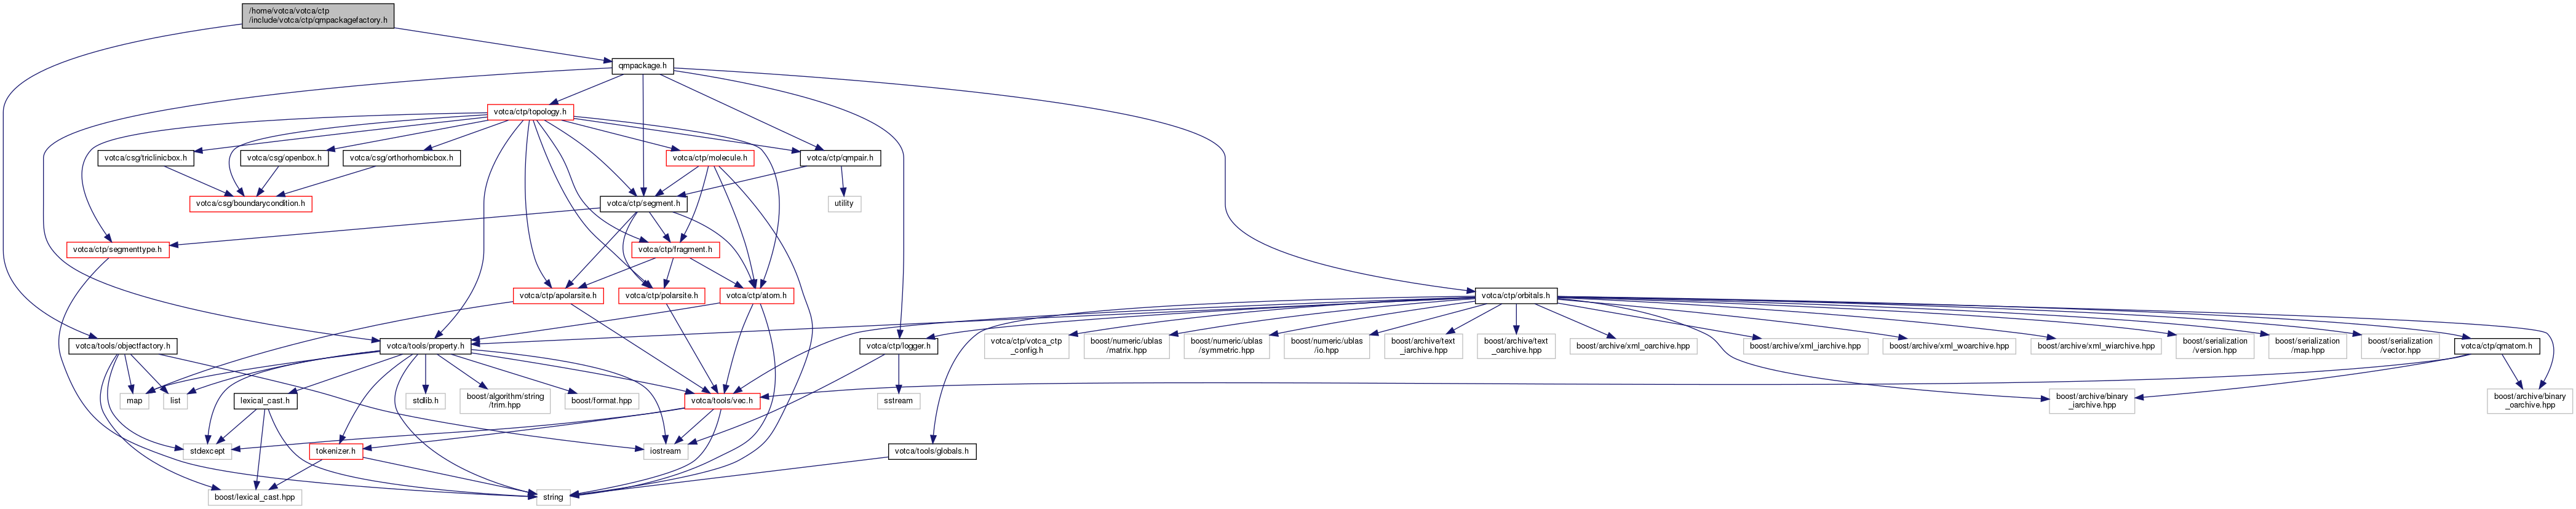 /home/votca/votca/ctp
/include/votca/ctp/qmpackagefactory.h
qmpackage.h
votca/ctp/topology.h
votca/csg/triclinicbox.h
votca/csg/openbox.h
votca/csg/orthorhombicbox.h
votca/ctp/molecule.h
votca/ctp/qmpair.h
votca/csg/boundarycondition.h
votca/ctp/segment.h
utility
votca/ctp/segmenttype.h
votca/ctp/fragment.h
votca/ctp/apolarsite.h
votca/ctp/polarsite.h
votca/ctp/atom.h
votca/ctp/orbitals.h
votca/tools/objectfactory.h
votca/tools/property.h
votca/ctp/logger.h
votca/ctp/votca_ctp
_config.h
boost/numeric/ublas
/matrix.hpp
boost/numeric/ublas
/symmetric.hpp
boost/numeric/ublas
/io.hpp
boost/archive/text
_iarchive.hpp
boost/archive/text
_oarchive.hpp
boost/archive/xml_oarchive.hpp
boost/archive/xml_iarchive.hpp
boost/archive/xml_woarchive.hpp
boost/archive/xml_wiarchive.hpp
boost/serialization
/version.hpp
boost/serialization
/map.hpp
boost/serialization
/vector.hpp
votca/ctp/qmatom.h
map
list
lexical_cast.h
stdlib.h
boost/algorithm/string
/trim.hpp
boost/format.hpp
votca/tools/vec.h
sstream
boost/archive/binary
_iarchive.hpp
boost/archive/binary
_oarchive.hpp
stdexcept
tokenizer.h
iostream
votca/tools/globals.h
boost/lexical_cast.hpp
string